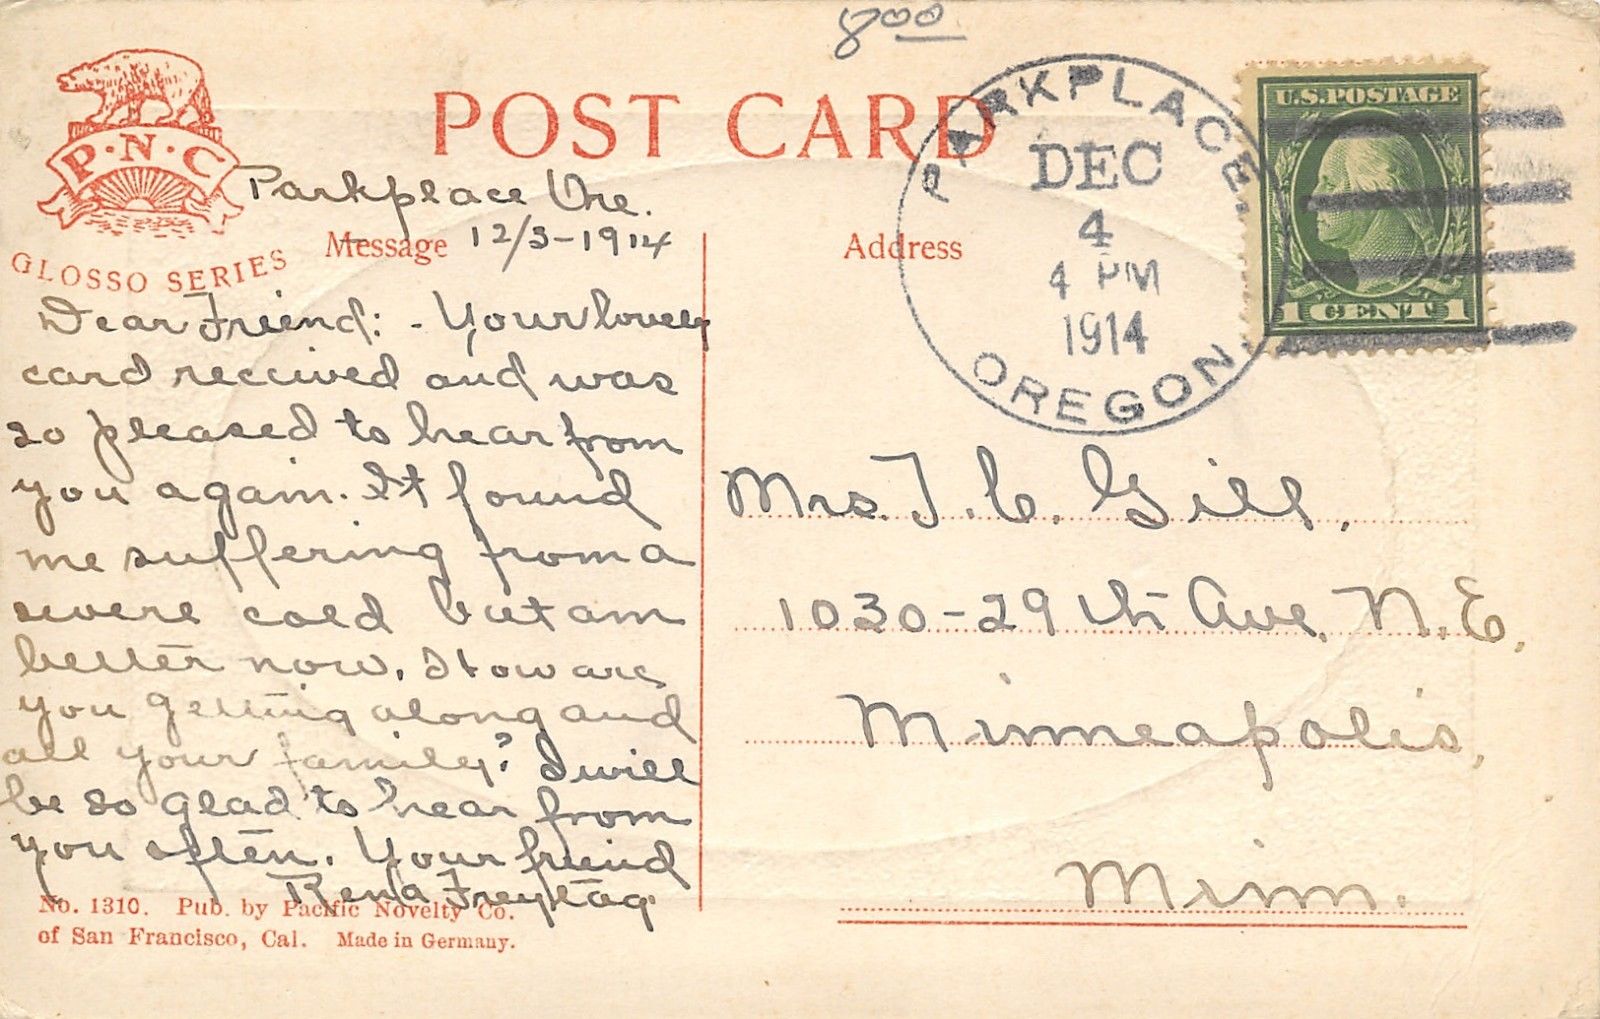 8 00
POST CARD
P·N·C
GLOSSO SERIES
PARKPLACE,
DEC
4
4 PM
1914
OREGON.
U.S. POSTAGE
1 CENT 1
Parkplace Ore.
Message 12/3-1914
Address
Dear Friend: - Your lovely
card received and was
so pleased to hear from
you again. It found
me suffering from a
severe cold but am
better now. How are
you getting along and
all your family? I will
be so glad to hear from
you often. Your friend
Rena Freytag.
No. 1310. Pub. by Pacific Novelty Co.
of San Francisco, Cal. Made in Germany.
Mrs. T. C. Gill,
1030-29th Ave. N.E.,
Minneapolis,
Minn.